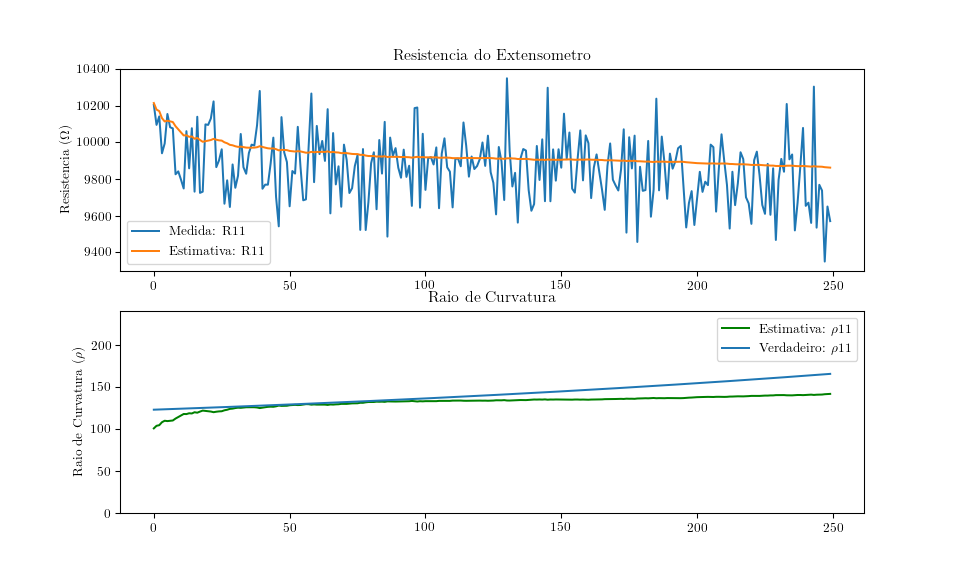 Resistencia do Extensometro
Resistencia (Ω)
10400
10200
10000
9800
9600
9400
Medida: R11
Estimativa: R11
0
50
100
150
200
250
Raio de Curvatura
Raio de Curvatura (ρ)
200
150
100
50
0
Estimativa: ρ11
Verdadeiro: ρ11
0
50
100
150
200
250